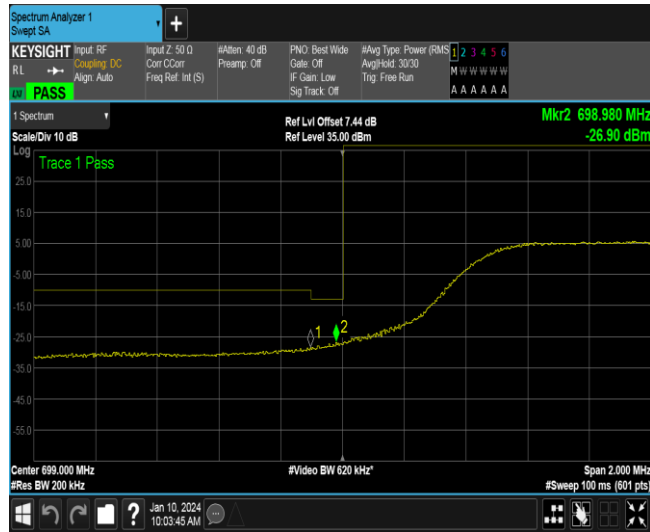 Spectrum Analyzer 1
Swept SA
+
KEYSIGHT
RL
LXI
PASS
Input: RF
Coupling: DC
Align: Auto
Input Z: 50 Ω
Corr CCorr
Freq Ref: Int (S)
#Atten: 40 dB
Preamp: Off
PNO: Best Wide
Gate: Off
IF Gain: Low
Sig Track: Off
#Avg Type: Power (RMS
Avg|Hold: 30/30
Trig: Free Run
1 2 3 4 5 6
M W W W W W
A A A A A A
1 Spectrum
Scale/Div 10 dB
Ref Lvl Offset 7.44 dB
Ref Level 35.00 dBm
Mkr2 698.980 MHz
-26.90 dBm
Log
Trace 1 Pass
25.0
15.0
5.00
-5.00
-15.0
-25.0
-35.0
-45.0
-55.0
1
2
Center 699.000 MHz
#Res BW 200 kHz
#Video BW 620 kHz*
Span 2.000 MHz
#Sweep 100 ms (601 pts)
?
Jan 10, 2024
10:03:45 AM